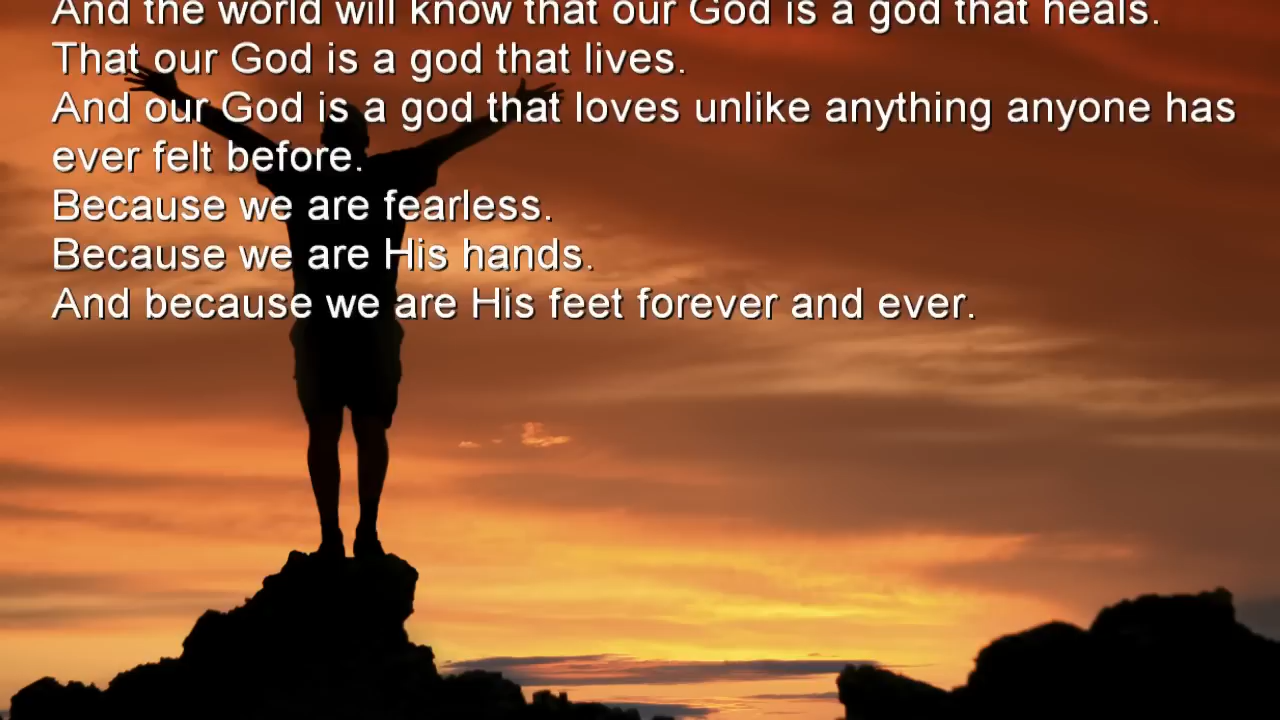 And the world will know that our God is a god that heals.
That our God is a god that lives.
And our God is a god that loves unlike anything anyone has
ever felt before.
Because we are fearless.
Because we are His hands.
And because we are His feet forever and ever.